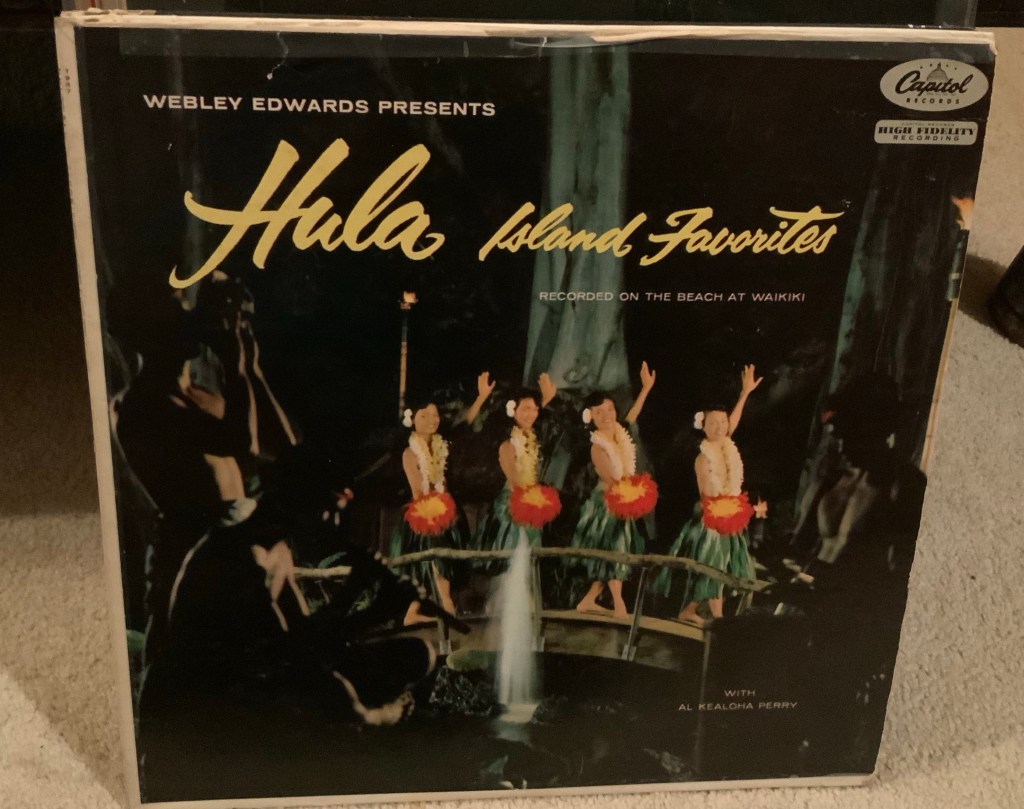 WEBLEY EDWARDS PRESENTS
Capitol
RECORDS
HIGH FIDELITY
RECORDING
Hula Island Favorites
RECORDED ON THE BEACH AT WAIKIKI
WITH
AL KEALOHA PERRY